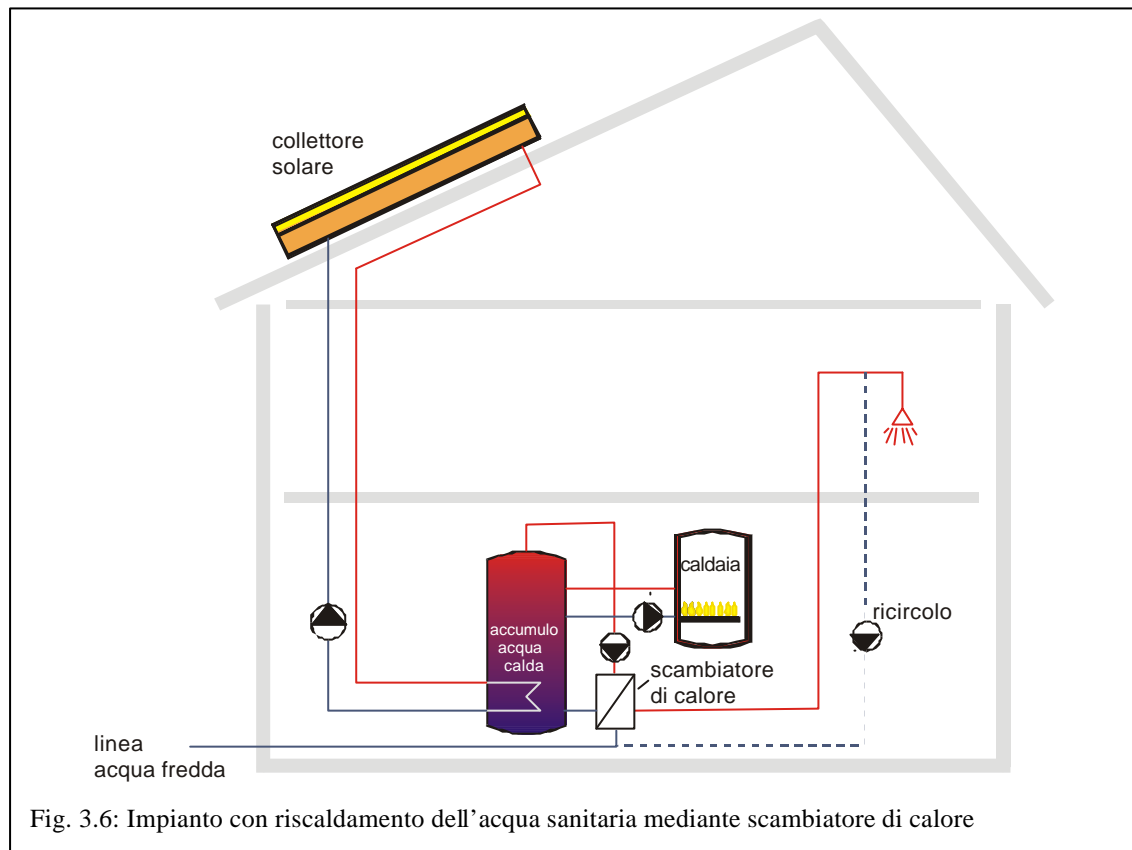 collettore
solare
caldaia
accumulo
acqua
calda
ricircolo
scambiatore
di calore
linea
acqua fredda
Fig. 3.6: Impianto con riscaldamento dell'acqua sanitaria mediante scambiatore di calore